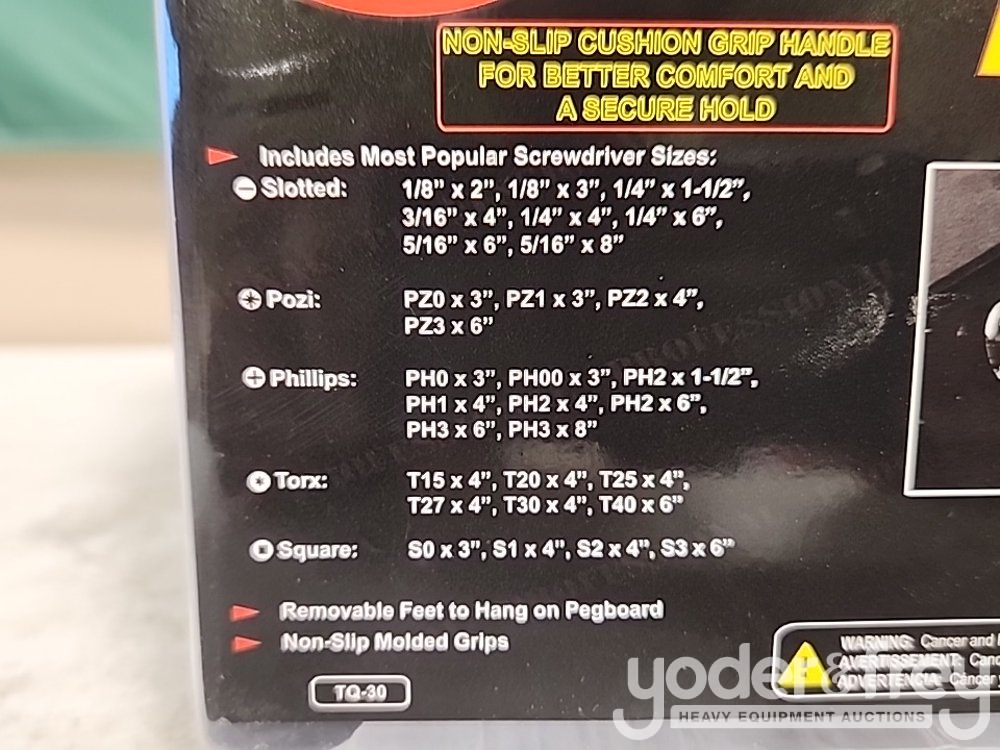 NON-SLIP CUSHION GRIP HANDLE
FOR BETTER COMFORT AND
A SECURE HOLD
Includes Most Popular Screwdriver Sizes:
Slotted: 1/8" x 2", 1/8" x 3", 1/4" x 1-1/2",
3/16" x 4", 1/4" x 4", 1/4" x 6",
5/16" x 6", 5/16" x 8"
Pozi: PZ0 x 3", PZ1 x 3", PZ2 x 4",
PZ3 x 6"
Phillips: PH0 x 3", PH00 x 3", PH2 x 1-1/2",
PH1 x 4", PH2 x 4", PH2 x 6",
PH3 x 6", PH3 x 8"
Torx: T15 x 4", T20 x 4", T25 x 4",
T27 x 4", T30 x 4", T40 x 6"
Square: S0 x 3", S1 x 4", S2 x 4", S3 x 6"
Removable Feet to Hang on Pegboard
Non-Slip Molded Grips
TQ-30
WARNING: Cancer and
AVERTISSEMENT:
ADVERTENCIA: Cáncer
yoder&frey
HEAVY EQUIPMENT AUCTIONS